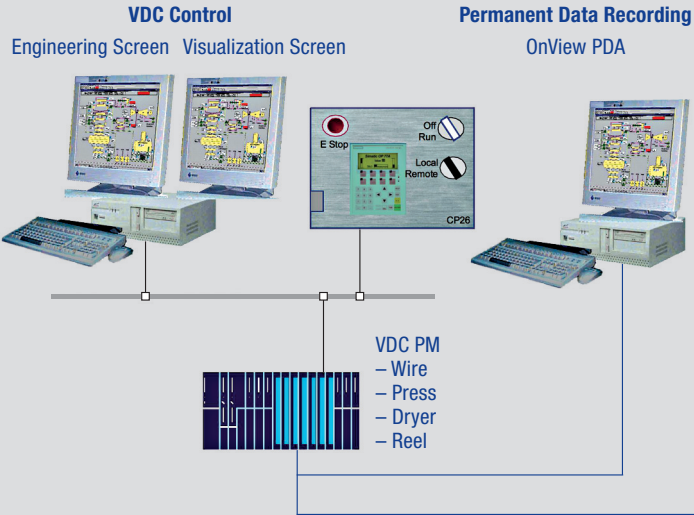 VDC Control
Permanent Data Recording
Engineering Screen
Visualization Screen
OnView PDA
E Stop
Off
Run
Local
Remote
CP26
VDC PM
– Wire
– Press
– Dryer
– Reel